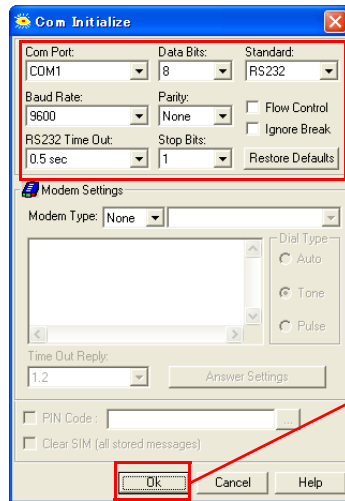 Com Initialize
Com Port: Data Bits: Standard:
COM1 8 RS232
Baud Rate: Parity:
9600 None Flow Control
Ignore Break
RS232 Time Out: Stop Bits:
0.5 sec 1 Restore Defaults
Modem Settings
Modem Type: None
Dial Type
Auto
Tone
Pulse
Time Out Reply:
1.2 Answer Settings
PIN Code : ...
Clear SIM (all stored messages)
Ok Cancel Help